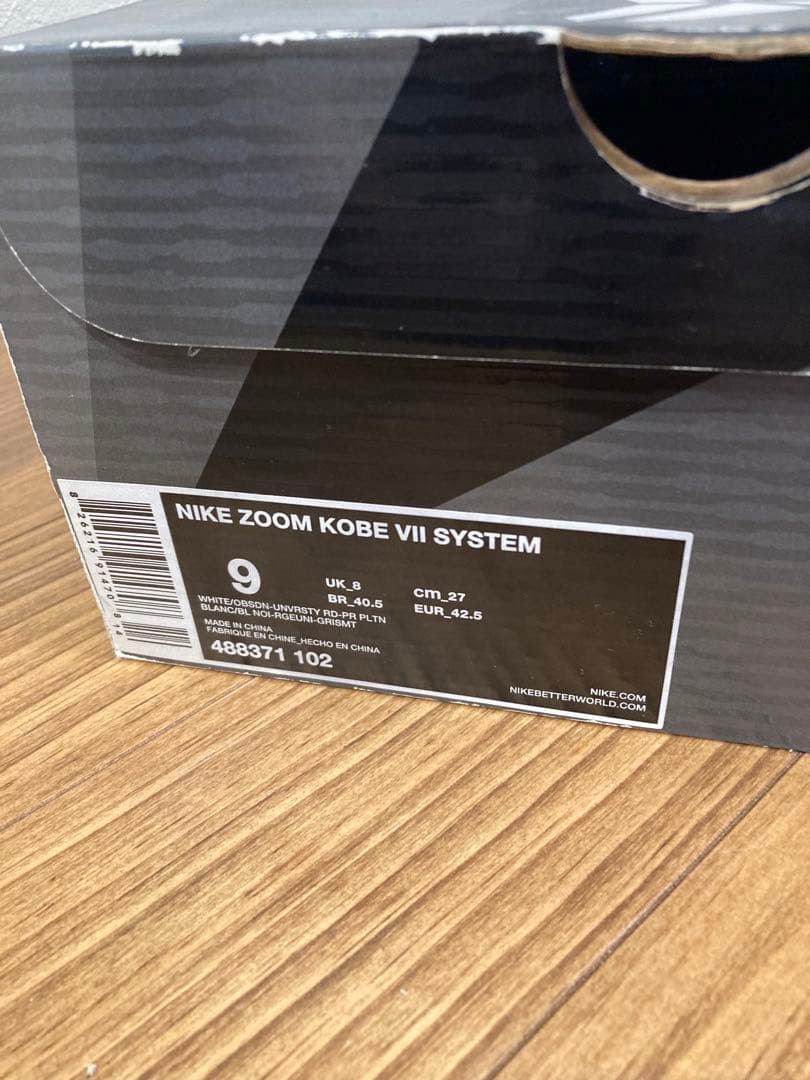 NIKE ZOOM KOBE VII SYSTEM
9
UK_8
cm_27
BR_40.5
EUR_42.5
WHITE/OBSDN-UNVRSTY RD-PR PLTN
BLANC/BL NOI-RGEUNI-GRISMT
MADE IN CHINA
FABRIQUE EN CHINE_HECHO EN CHINA
488371 102
NIKE.COM
NIKEBETTERWORLD.COM